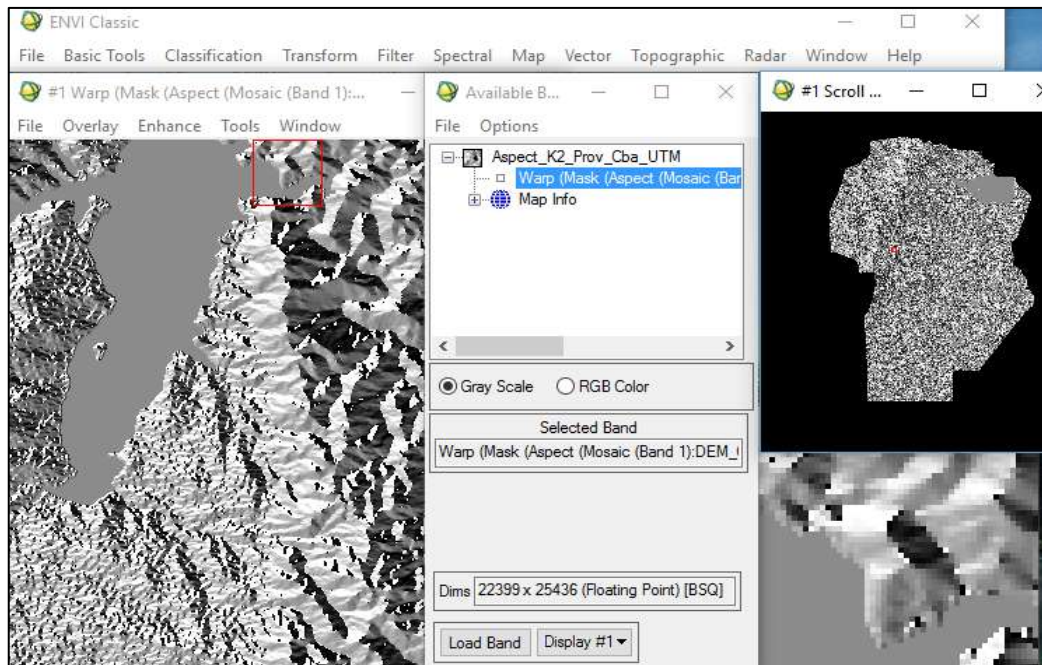 ENVI Classic
File Basic Tools Classification Transform Filter Spectral Map Vector Topographic Radar Window Help
#1 Warp (Mask (Aspect (Mosaic (Band 1):...
File Overlay Enhance Tools Window
Available B...
File Options
Aspect_K2_Prov_Cba_UTM
Warp (Mask (Aspect (Mosaic (Bar
Map Info
Gray Scale RGB Color
Selected Band
Warp (Mask (Aspect (Mosaic (Band 1):DEM_
Dims 22399 x 25436 (Floating Point) [BSQ]
Load Band Display #1
#1 Scroll ...